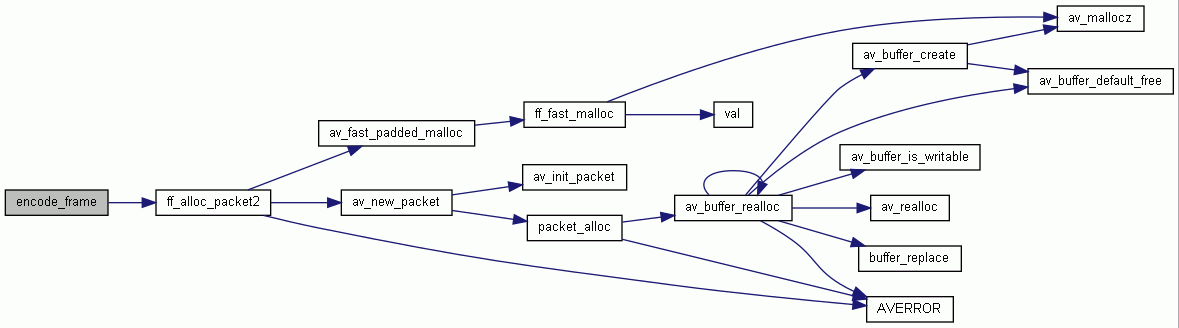 encode_frame
ff_alloc_packet2
av_fast_padded_malloc
av_new_packet
ff_fast_malloc
av_init_packet
packet_alloc
val
av_buffer_realloc
av_buffer_create
av_buffer_is_writable
av_realloc
buffer_replace
AVERROR
av_mallocz
av_buffer_default_free